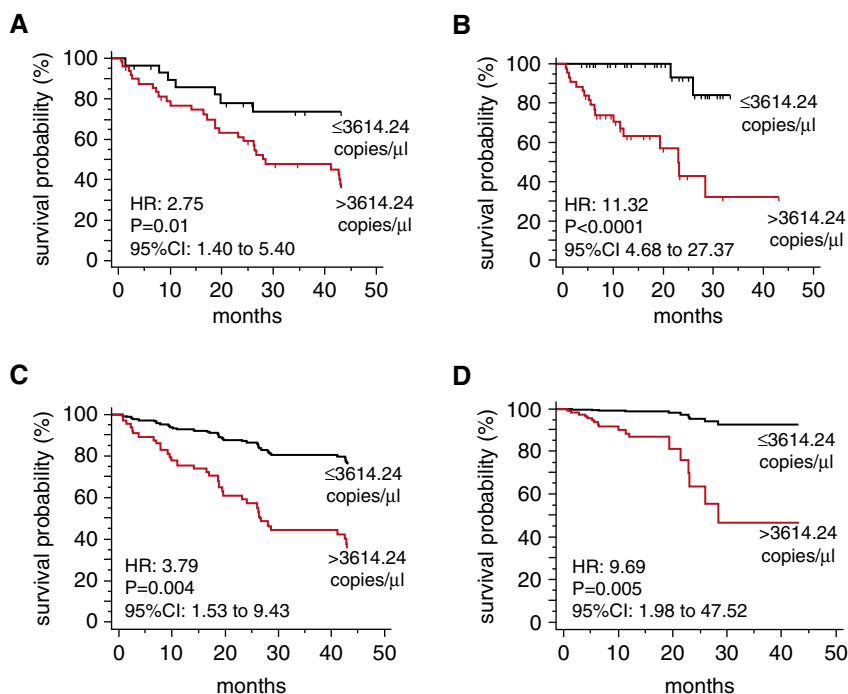 A
survival probability (%)
100
80
60
40
20
0
≤3614.24
copies/µl
>3614.24
copies/µl
HR: 2.75
P=0.01
95%CI: 1.40 to 5.40
0 10 20 30 40 50
months
B
survival probability (%)
100
80
60
40
20
0
≤3614.24
copies/µl
>3614.24
copies/µl
HR: 11.32
P<0.0001
95%CI 4.68 to 27.37
0 10 20 30 40 50
months
C
survival probability (%)
100
80
60
40
20
0
≤3614.24
copies/µl
>3614.24
copies/µl
HR: 3.79
P=0.004
95%CI: 1.53 to 9.43
0 10 20 30 40 50
months
D
survival probability (%)
100
80
60
40
20
0
≤3614.24
copies/µl
>3614.24
copies/µl
HR: 9.69
P=0.005
95%CI: 1.98 to 47.52
0 10 20 30 40 50
months